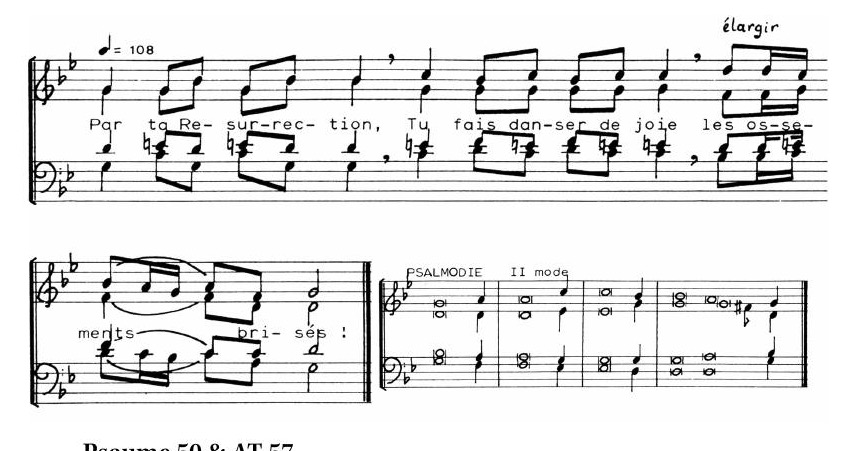 élargir
♩= 108
Par ta Re- sur-rec- tion, Tu fais dan-ser de joie les os-se-
PSALMODIE II mode
ments bri- sés !
Psaume 50 & AT 57